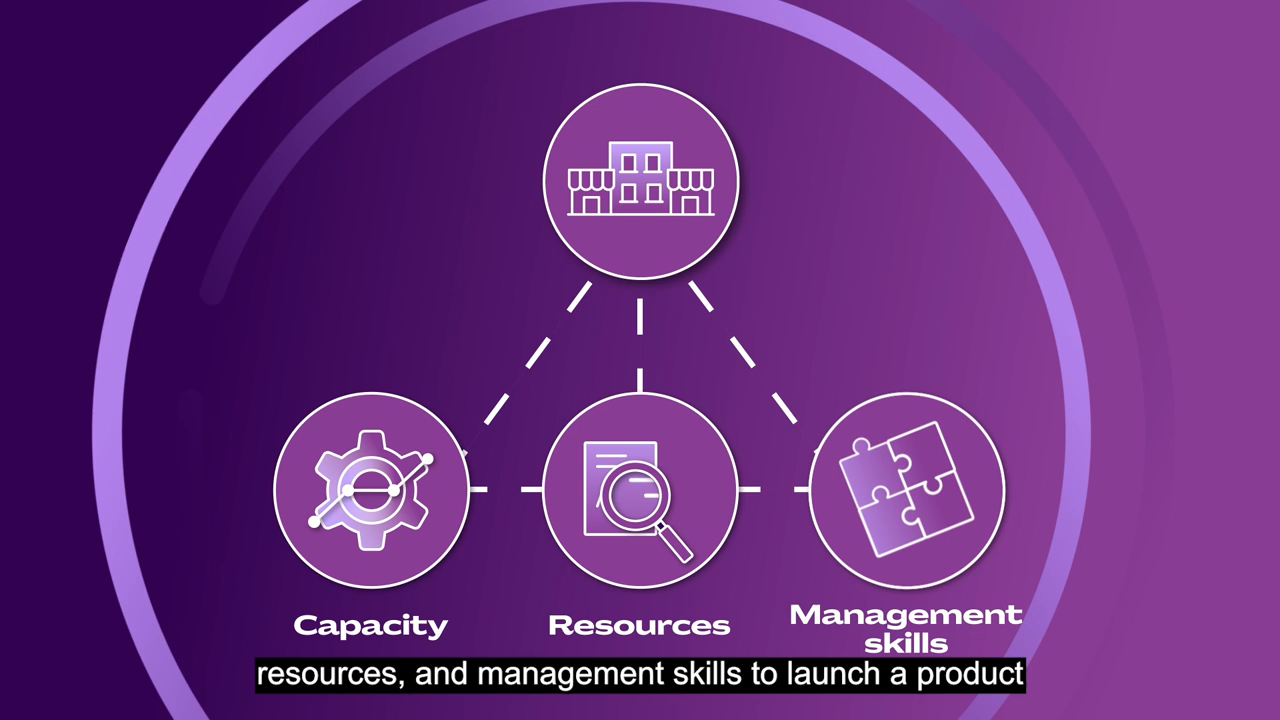 Capacity
Resources
Management
skills
resources, and management skills to launch a product